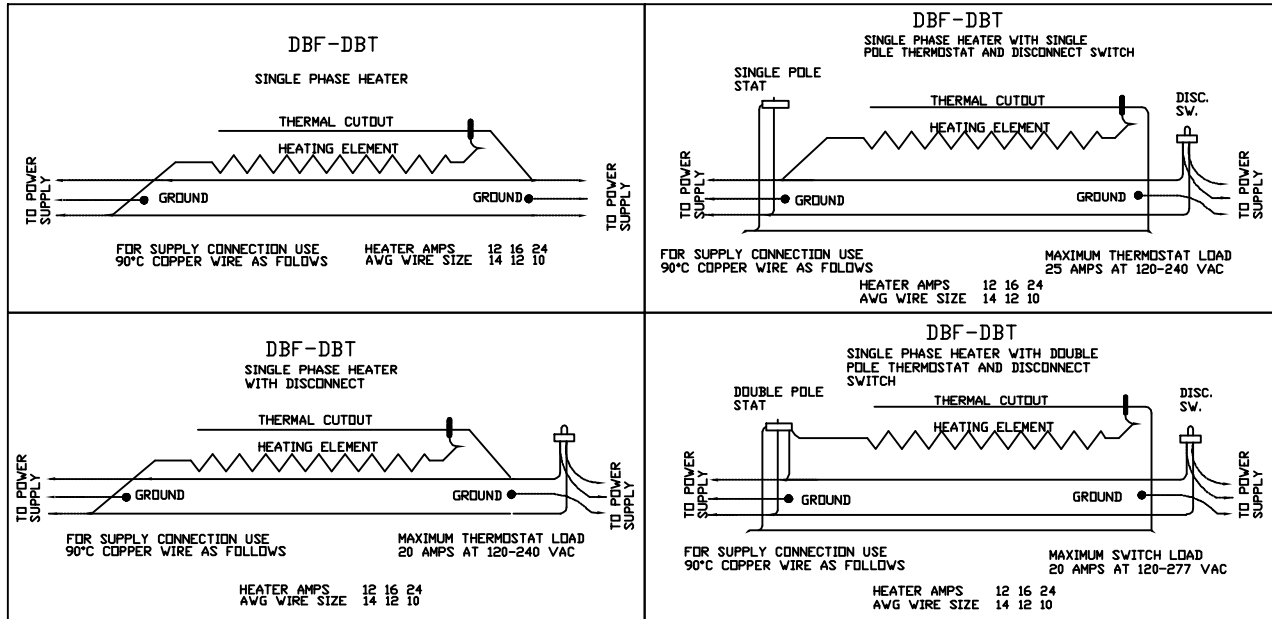 DBF-DBT
SINGLE PHASE HEATER
THERMAL CUTOUT
HEATING ELEMENT
TO POWER
SUPPLY
GROUND
GROUND
TO POWER
SUPPLY
FOR SUPPLY CONNECTION USE
90°C COPPER WIRE AS FOLLOWS
HEATER AMPS 12 16 24
AWG WIRE SIZE 14 12 10
DBF-DBT
SINGLE PHASE HEATER WITH SINGLE
POLE THERMOSTAT AND DISCONNECT SWITCH
SINGLE POLE
STAT
THERMAL CUTOUT
HEATING ELEMENT
DISC.
SW.
TO POWER
SUPPLY
GROUND
GROUND
TO POWER
SUPPLY
FOR SUPPLY CONNECTION USE
90°C COPPER WIRE AS FOLLOWS
MAXIMUM THERMOSTAT LOAD
25 AMPS AT 120-240 VAC
HEATER AMPS 12 16 24
AWG WIRE SIZE 14 12 10
DBF-DBT
SINGLE PHASE HEATER
WITH DISCONNECT
THERMAL CUTOUT
HEATING ELEMENT
TO POWER
SUPPLY
GROUND
GROUND
TO POWER
SUPPLY
FOR SUPPLY CONNECTION USE
90°C COPPER WIRE AS FOLLOWS
MAXIMUM THERMOSTAT LOAD
20 AMPS AT 120-240 VAC
HEATER AMPS 12 16 24
AWG WIRE SIZE 14 12 10
DBF-DBT
SINGLE PHASE HEATER WITH DOUBLE
POLE THERMOSTAT AND DISCONNECT
SWITCH
DOUBLE POLE
STAT
THERMAL CUTOUT
HEATING ELEMENT
DISC.
SW.
TO POWER
SUPPLY
GROUND
GROUND
TO POWER
SUPPLY
FOR SUPPLY CONNECTION USE
90°C COPPER WIRE AS FOLLOWS
MAXIMUM SWITCH LOAD
20 AMPS AT 120-277 VAC
HEATER AMPS 12 16 24
AWG WIRE SIZE 14 12 10